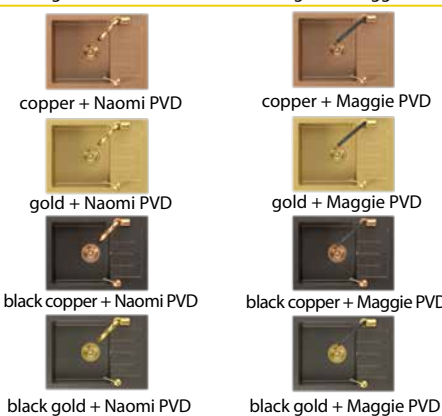 copper + Naomi PVD
copper + Maggie PVD
gold + Naomi PVD
gold + Maggie PVD
black copper + Naomi PVD
black copper + Maggie PVD
black gold + Naomi PVD
black gold + Maggie PVD